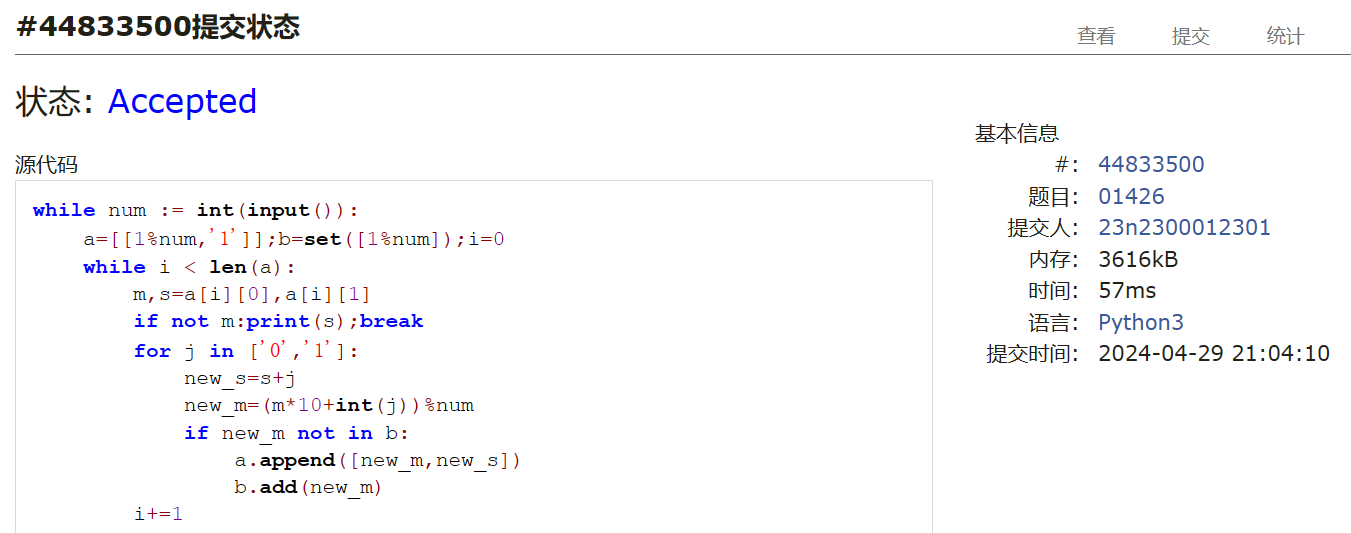 #44833500提交状态
查看 提交 统计
状态: Accepted
源代码
while num := int(input()):
    a=[[1%num,'1']];b=set([1%num]);i=0
    while i < len(a):
        m,s=a[i][0],a[i][1]
        if not m:print(s);break
        for j in ['0','1']:
            new_s=s+j
            new_m=(m*10+int(j))%num
            if new_m not in b:
                a.append([new_m,new_s])
                b.add(new_m)
        i+=1
基本信息
#: 44833500
题目: 01426
提交人: 23n2300012301
内存: 3616kB
时间: 57ms
语言: Python3
提交时间: 2024-04-29 21:04:10